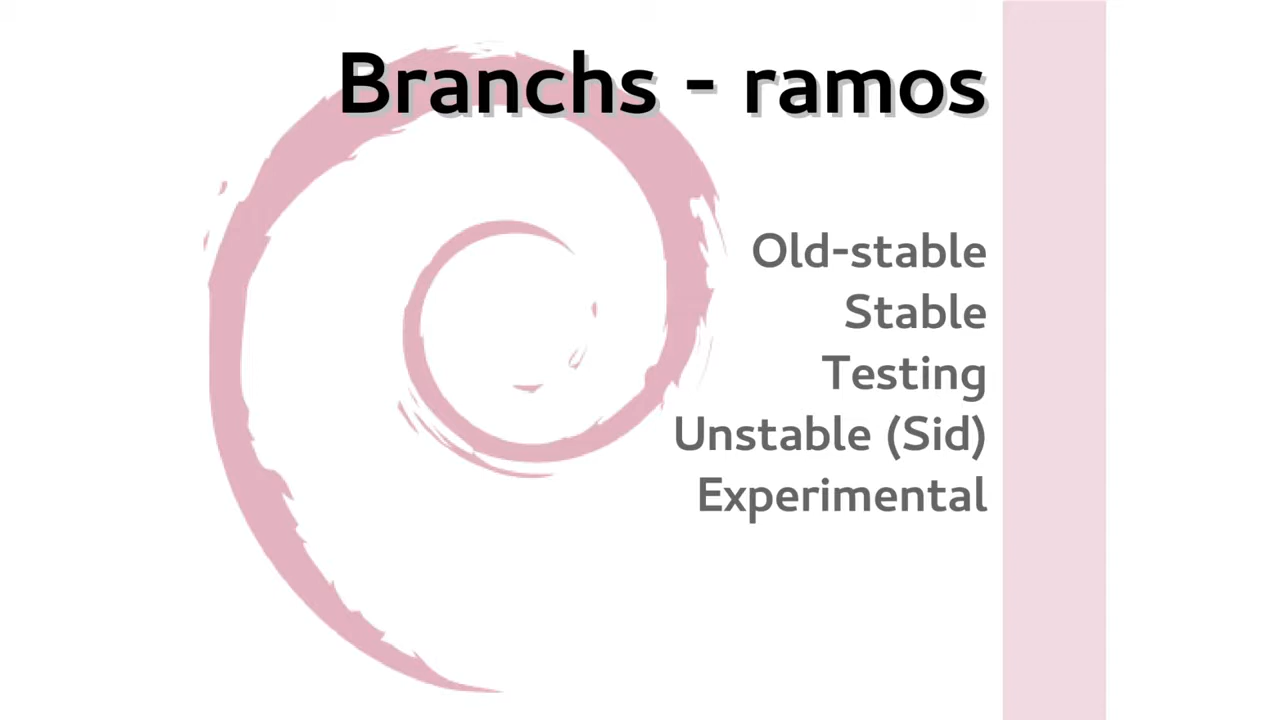 Branchs - ramos
Old-stable
Stable
Testing
Unstable (Sid)
Experimental